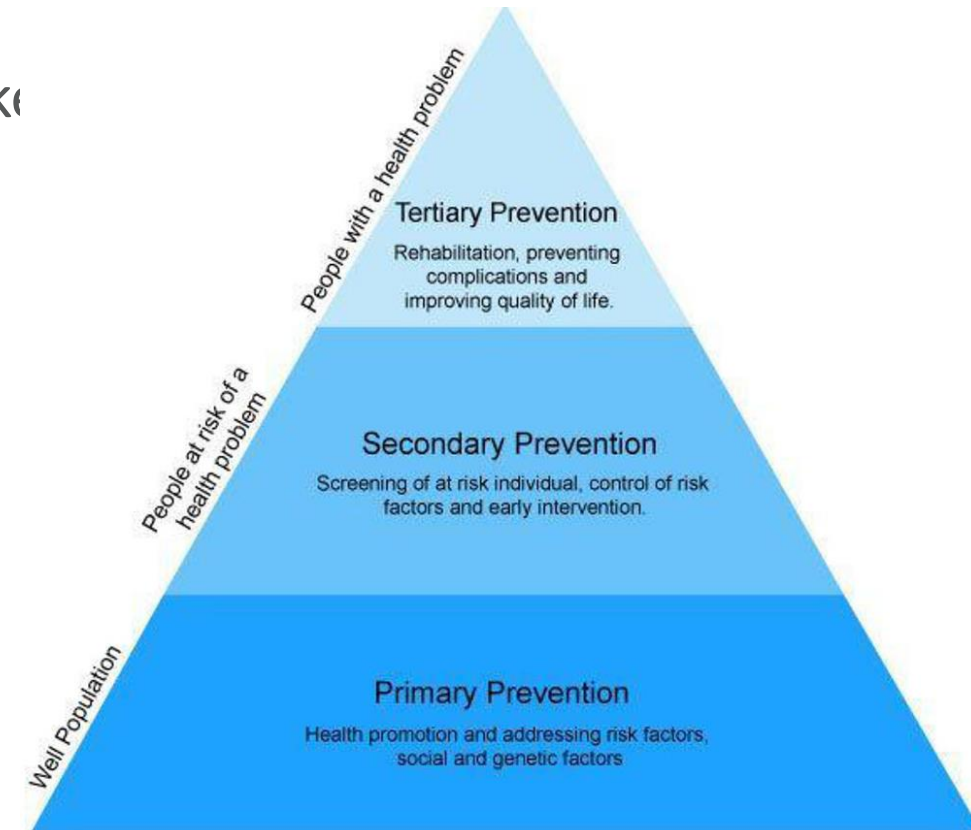 People with a health problem
Tertiary Prevention
Rehabilitation, preventing
complications and
improving quality of life.
People at risk of a
health problem
Secondary Prevention
Screening of at risk individual, control of risk
factors and early intervention.
Well Population
Primary Prevention
Health promotion and addressing risk factors,
social and genetic factors